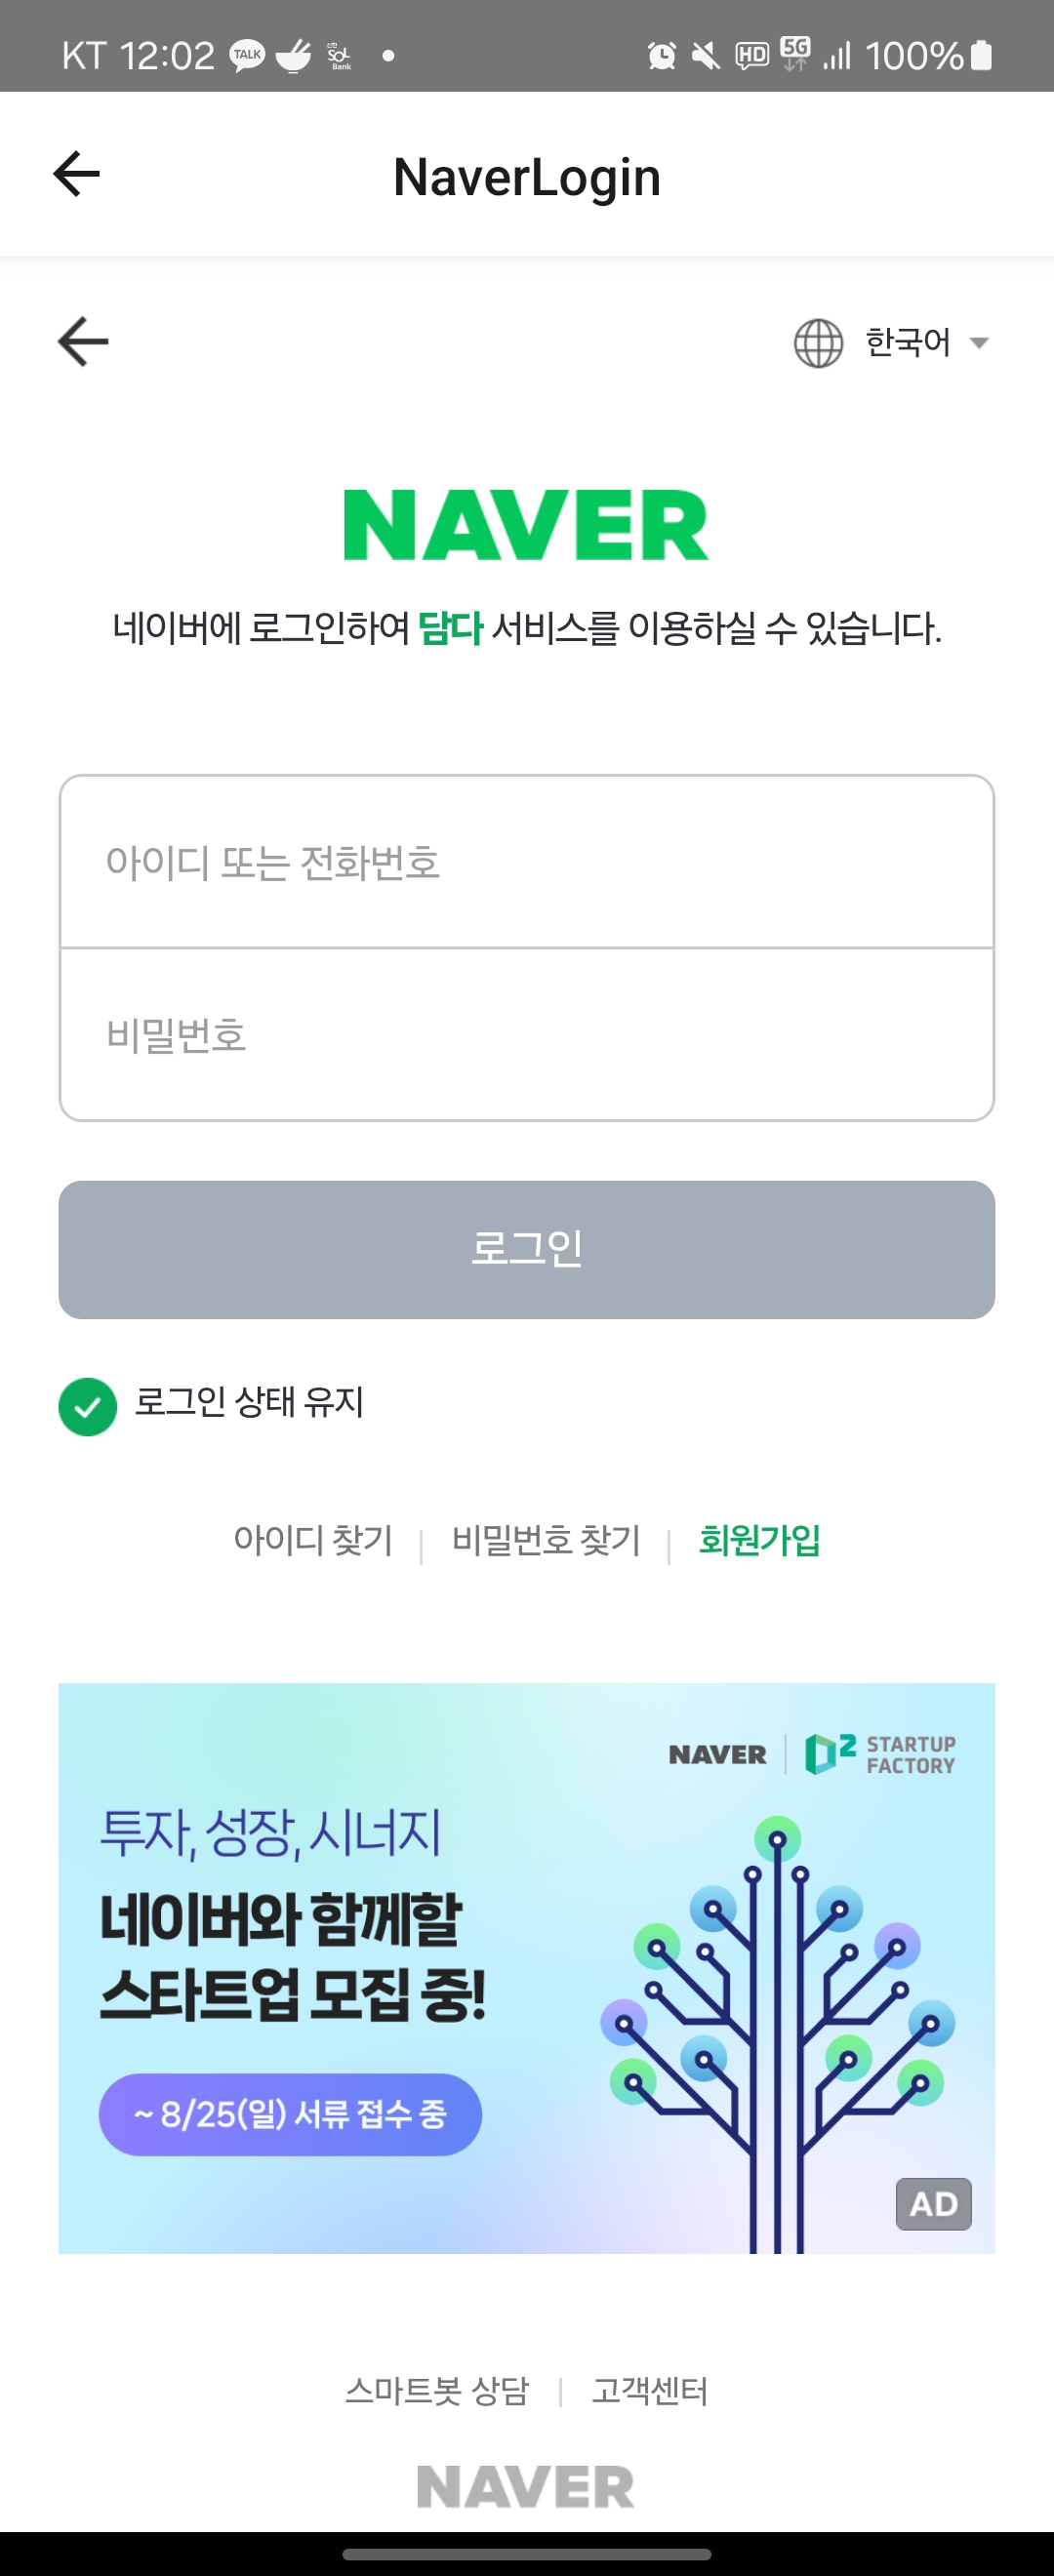 KT 12:02 TALK SOL Bank HD 5G 100%
NaverLogin
한국어
NAVER
네이버에 로그인하여 담다 서비스를 이용하실 수 있습니다.
아이디 또는 전화번호
비밀번호
로그인
로그인 상태 유지
아이디 찾기 | 비밀번호 찾기 | 회원가입
NAVER | D2 STARTUP
FACTORY
투자, 성장, 시너지
네이버와 함께할
스타트업 모집 중!
~ 8/25(일) 서류 접수 중
AD
스마트봇 상담 | 고객센터
NAVER